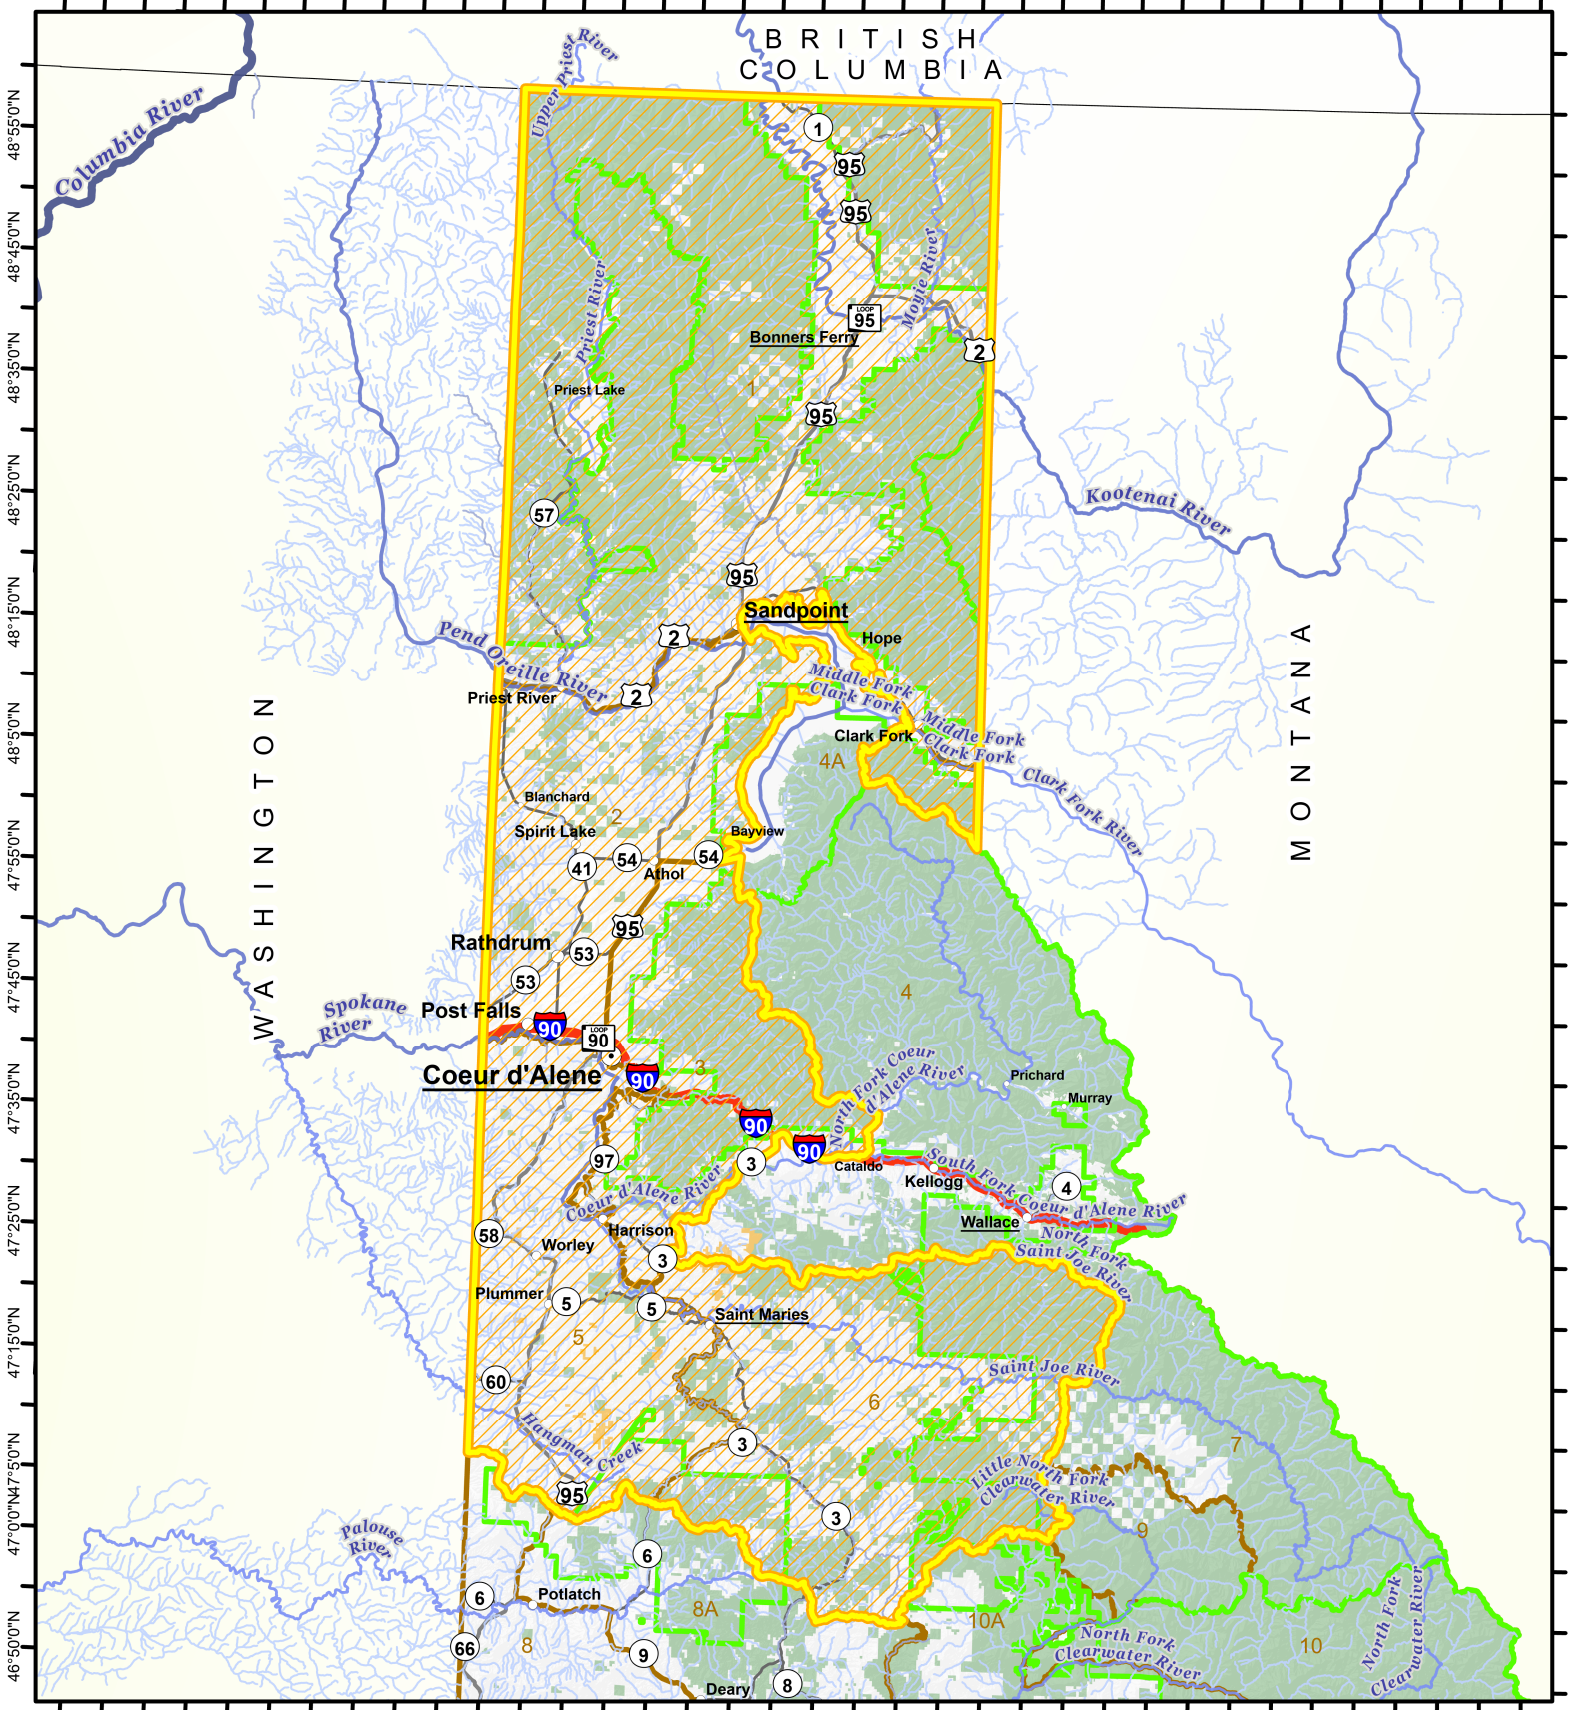 BRITISH
COLUMBIA
Upper Priest River
Columbia River
48°55'0"N
1
95
95
48°45'0"N
Priest River
Moyie River
LOOP
95
Bonners Ferry
2
48°35'0"N
Priest Lake
1
95
48°25'0"N
57
Kootenai River
95
48°15'0"N
Sandpoint
2
Hope
Pend Oreille River
MONTANA
Middle Fork
Clark Fork
Priest River
2
WASHINGTON
48°5'0"N
Clark Fork
Middle Fork
Clark Fork
4A
Clark Fork River
Blanchard
2
Spirit Lake
Bayview
47°55'0"N
41
54
54
Athol
95
Rathdrum
53
53
47°45'0"N
4
Spokane
River
Post Falls
90
LOOP
90
Coeur d'Alene
90
3
North Fork Coeur
d'Alene River
Prichard
Murray
47°35'0"N
90
90
97
3
Cataldo
Kellogg
South Fork Coeur d'Alene River
4
Coeur d'Alene River
47°25'0"N
58
Harrison
Wallace
Worley
3
North Fork
Saint Joe River
Plummer
5
5
Saint Maries
47°15'0"N
5
Saint Joe River
60
6
Hangman Creek
3
7
47°5'0"N
95
Little North Fork
Clearwater River
3
9
47°0'0"N
Palouse
River
6
6
Potlatch
8A
10A
North Fork
Clearwater River
North Fork
Clearwater River
10
46°50'0"N
66
8
9
Deary
8